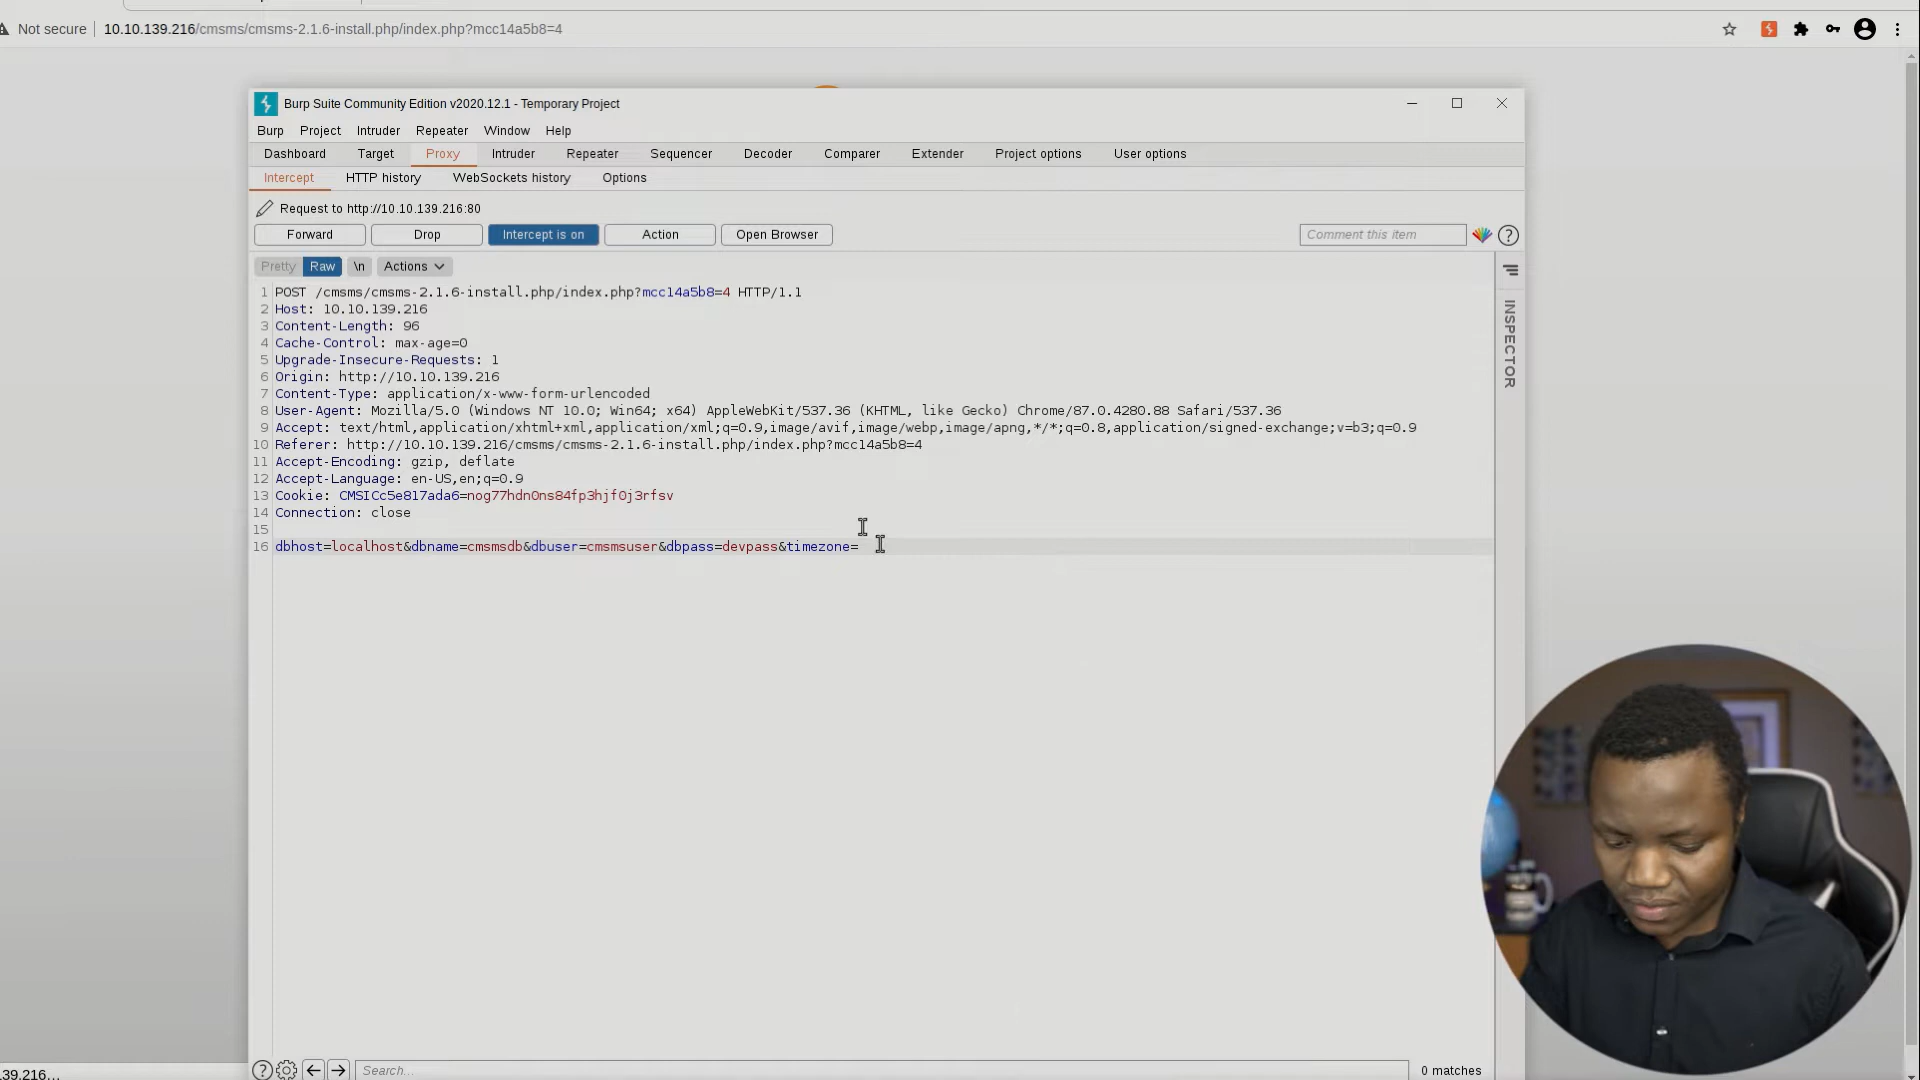 Not secure
10.10.139.216/cmsms/cmsms-2.1.6-install.php/index.php?mcc14a5b8=4
Burp Suite Community Edition v2020.12.1 - Temporary Project
Burp Project Intruder Repeater Window Help
Dashboard Target Proxy Intruder Repeater Sequencer Decoder Comparer Extender Project options User options
Intercept HTTP history WebSockets history Options
Request to http://10.10.139.216:80
Forward Drop Intercept is on Action Open Browser Comment this item
Pretty Raw \n Actions
INSPECTOR
1 POST /cmsms/cmsms-2.1.6-install.php/index.php?mcc14a5b8=4 HTTP/1.1
2 Host: 10.10.139.216
3 Content-Length: 96
4 Cache-Control: max-age=0
5 Upgrade-Insecure-Requests: 1
6 Origin: http://10.10.139.216
7 Content-Type: application/x-www-form-urlencoded
8 User-Agent: Mozilla/5.0 (Windows NT 10.0; Win64; x64) AppleWebKit/537.36 (KHTML, like Gecko) Chrome/87.0.4280.88 Safari/537.36
9 Accept: text/html,application/xhtml+xml,application/xml;q=0.9,image/avif,image/webp,image/apng,*/*;q=0.8,application/signed-exchange;v=b3;q=0.9
10 Referer: http://10.10.139.216/cmsms/cmsms-2.1.6-install.php/index.php?mcc14a5b8=4
11 Accept-Encoding: gzip, deflate
12 Accept-Language: en-US,en;q=0.9
13 Cookie: CMSICc5e817ada6=nog77hdn0ns84fp3hjf0j3rfsv
14 Connection: close
15
16 dbhost=localhost&dbname=cmsmsdb&dbuser=cmsmsuser&dbpass=devpass&timezone=
Search... 0 matches
39.216...